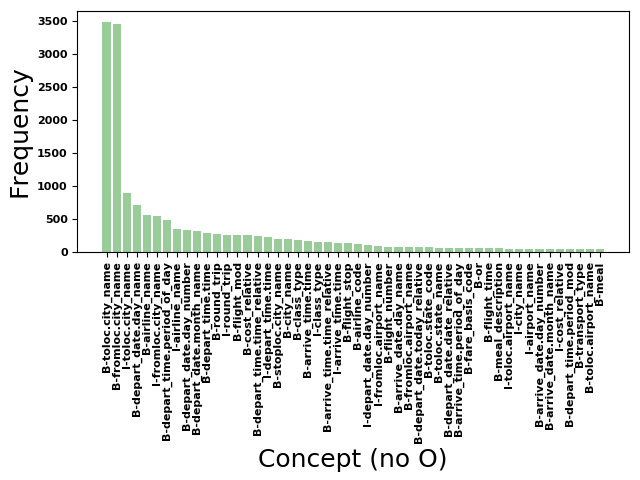 Frequency
3500
3000
2500
2000
1500
1000
500
0
B-toloc.city_name
B-fromloc.city_name
I-toloc.city_name
B-depart_date.day_name
B-airline_name
I-fromloc.city_name
B-depart_time.period_of_day
I-airline_name
B-depart_date.day_number
B-depart_date.month_name
B-depart_time.time
B-round_trip
I-round_trip
B-flight_mod
B-cost_relative
B-depart_time.time_relative
I-depart_time.time
B-stoploc.city_name
B-city_name
B-class_type
B-arrive_time.time
I-class_type
B-arrive_time.time_relative
I-arrive_time.time
B-flight_stop
B-airline_code
I-depart_date.day_number
I-fromloc.airport_name
B-flight_number
B-arrive_date.day_name
B-fromloc.airport_name
B-depart_date.today_relative
B-toloc.state_code
B-toloc.state_name
B-depart_date.date_relative
B-arrive_time.period_of_day
B-fare_basis_code
B-or
B-flight_time
B-meal_description
I-toloc.airport_name
I-city_name
I-airport_name
B-arrive_date.day_number
B-arrive_date.month_name
I-cost_relative
B-depart_time.period_mod
B-transport_type
B-toloc.airport_name
B-meal
Concept (no O)